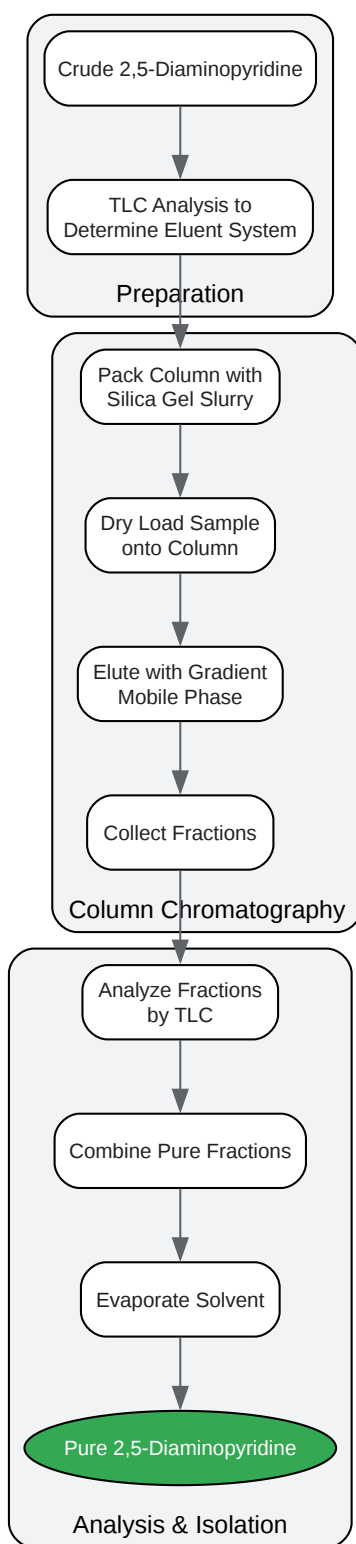 Crude 2,5-Diaminopyridine
TLC Analysis to
Determine Eluent System
Preparation
Pack Column with
Silica Gel Slurry
Dry Load Sample
onto Column
Elute with Gradient
Mobile Phase
Collect Fractions
Column Chromatography
Analyze Fractions
by TLC
Combine Pure Fractions
Evaporate Solvent
Pure 2,5-Diaminopyridine
Analysis & Isolation